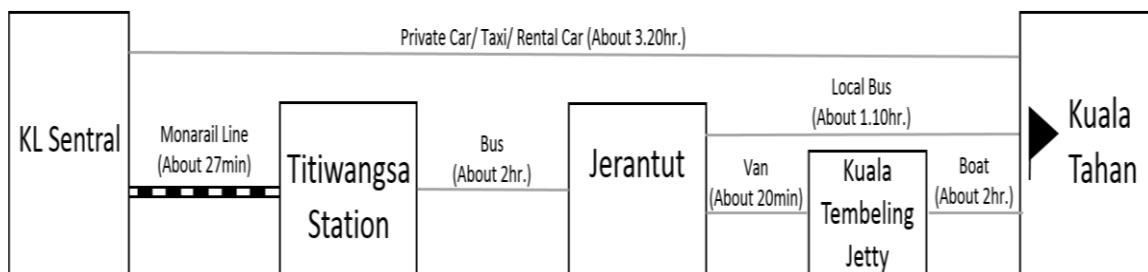 Private Car/ Taxi/ Rental Car (About 3.20hr.)
KL Sentral
Monarail Line
(About 27min)
Titiwangsa
Station
Bus
(About 2hr.)
Jerantut
Local Bus
(About 1.10hr.)
Van
(About 20min)
Kuala
Tembeling
Jetty
Boat
(About 2hr.)
Kuala
Tahan